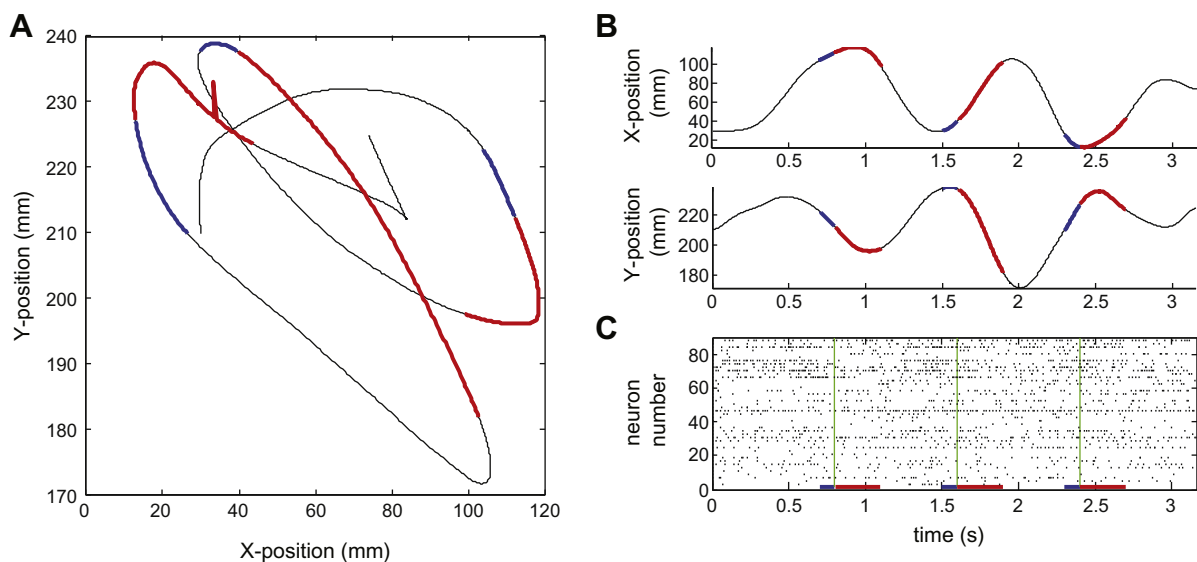 A
240
230
220
210
200
190
180
170
Y-position (mm)
0 20 40 60 80 100 120
X-position (mm)
B
X-position
(mm)
100
80
60
40
20
0 0.5 1 1.5 2 2.5 3
Y-position
(mm)
220
200
180
0 0.5 1 1.5 2 2.5 3
C
neuron
number
80
60
40
20
0
0 0.5 1 1.5 2 2.5 3
time (s)